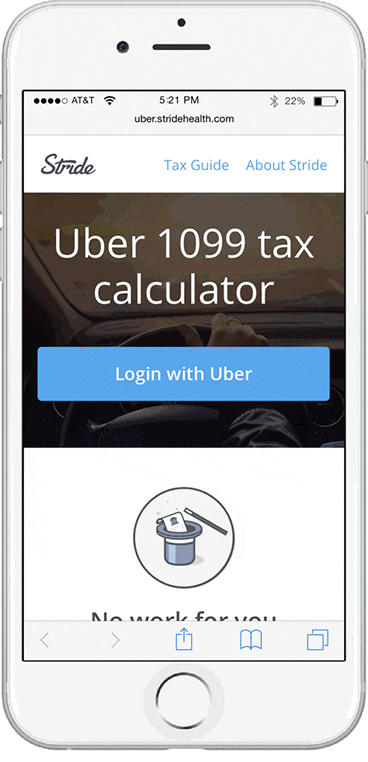 AT&T 5:21 PM 22%
uber.stridehealth.com
Stride Tax Guide About Stride
Uber 1099 tax
calculator
Login with Uber
No work for you